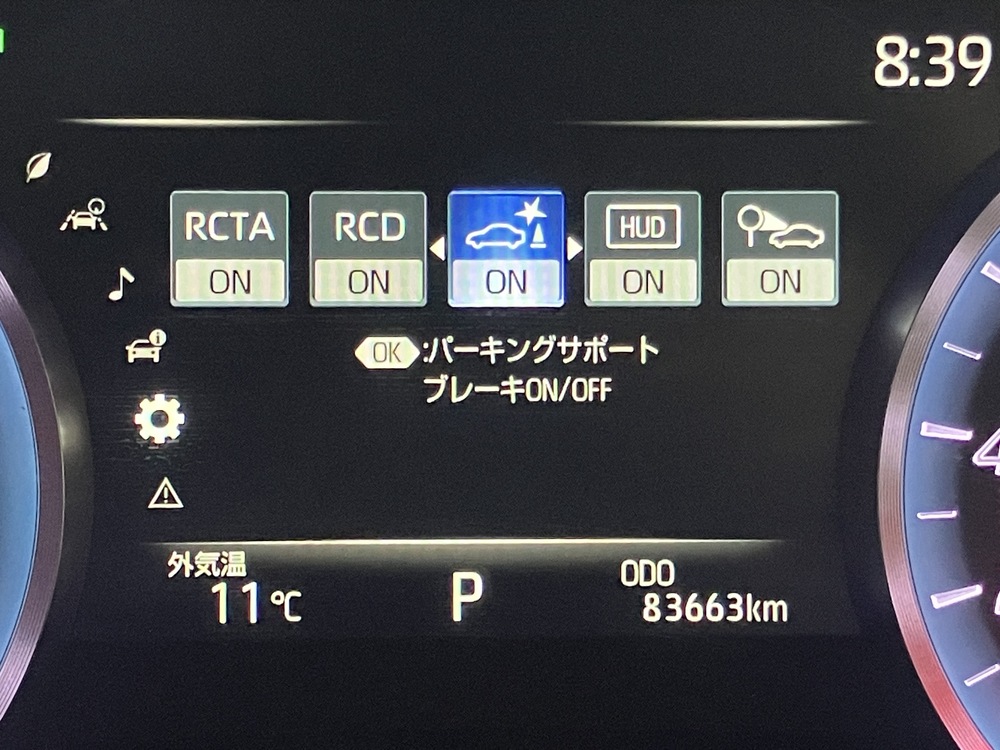 8:39
RCTA RCD HUD
ON ON ON ON ON
OK:パーキングサポート
ブレーキON/OFF
外気温
11℃
P
ODO
83663km